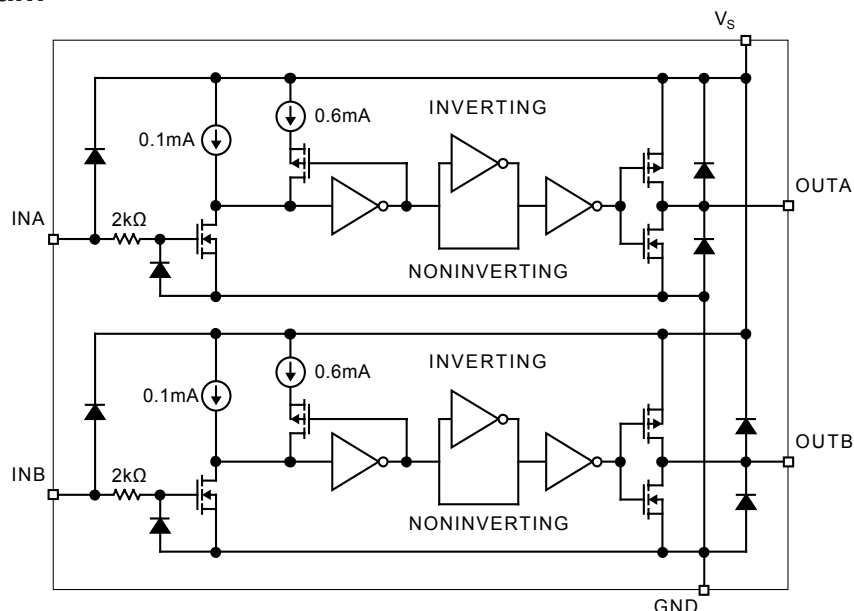 V_S
INVERTING
0.6mA
0.1mA
OUTA
INA
2kΩ
NONINVERTING
INVERTING
0.6mA
0.1mA
OUTB
INB
2kΩ
NONINVERTING
GND